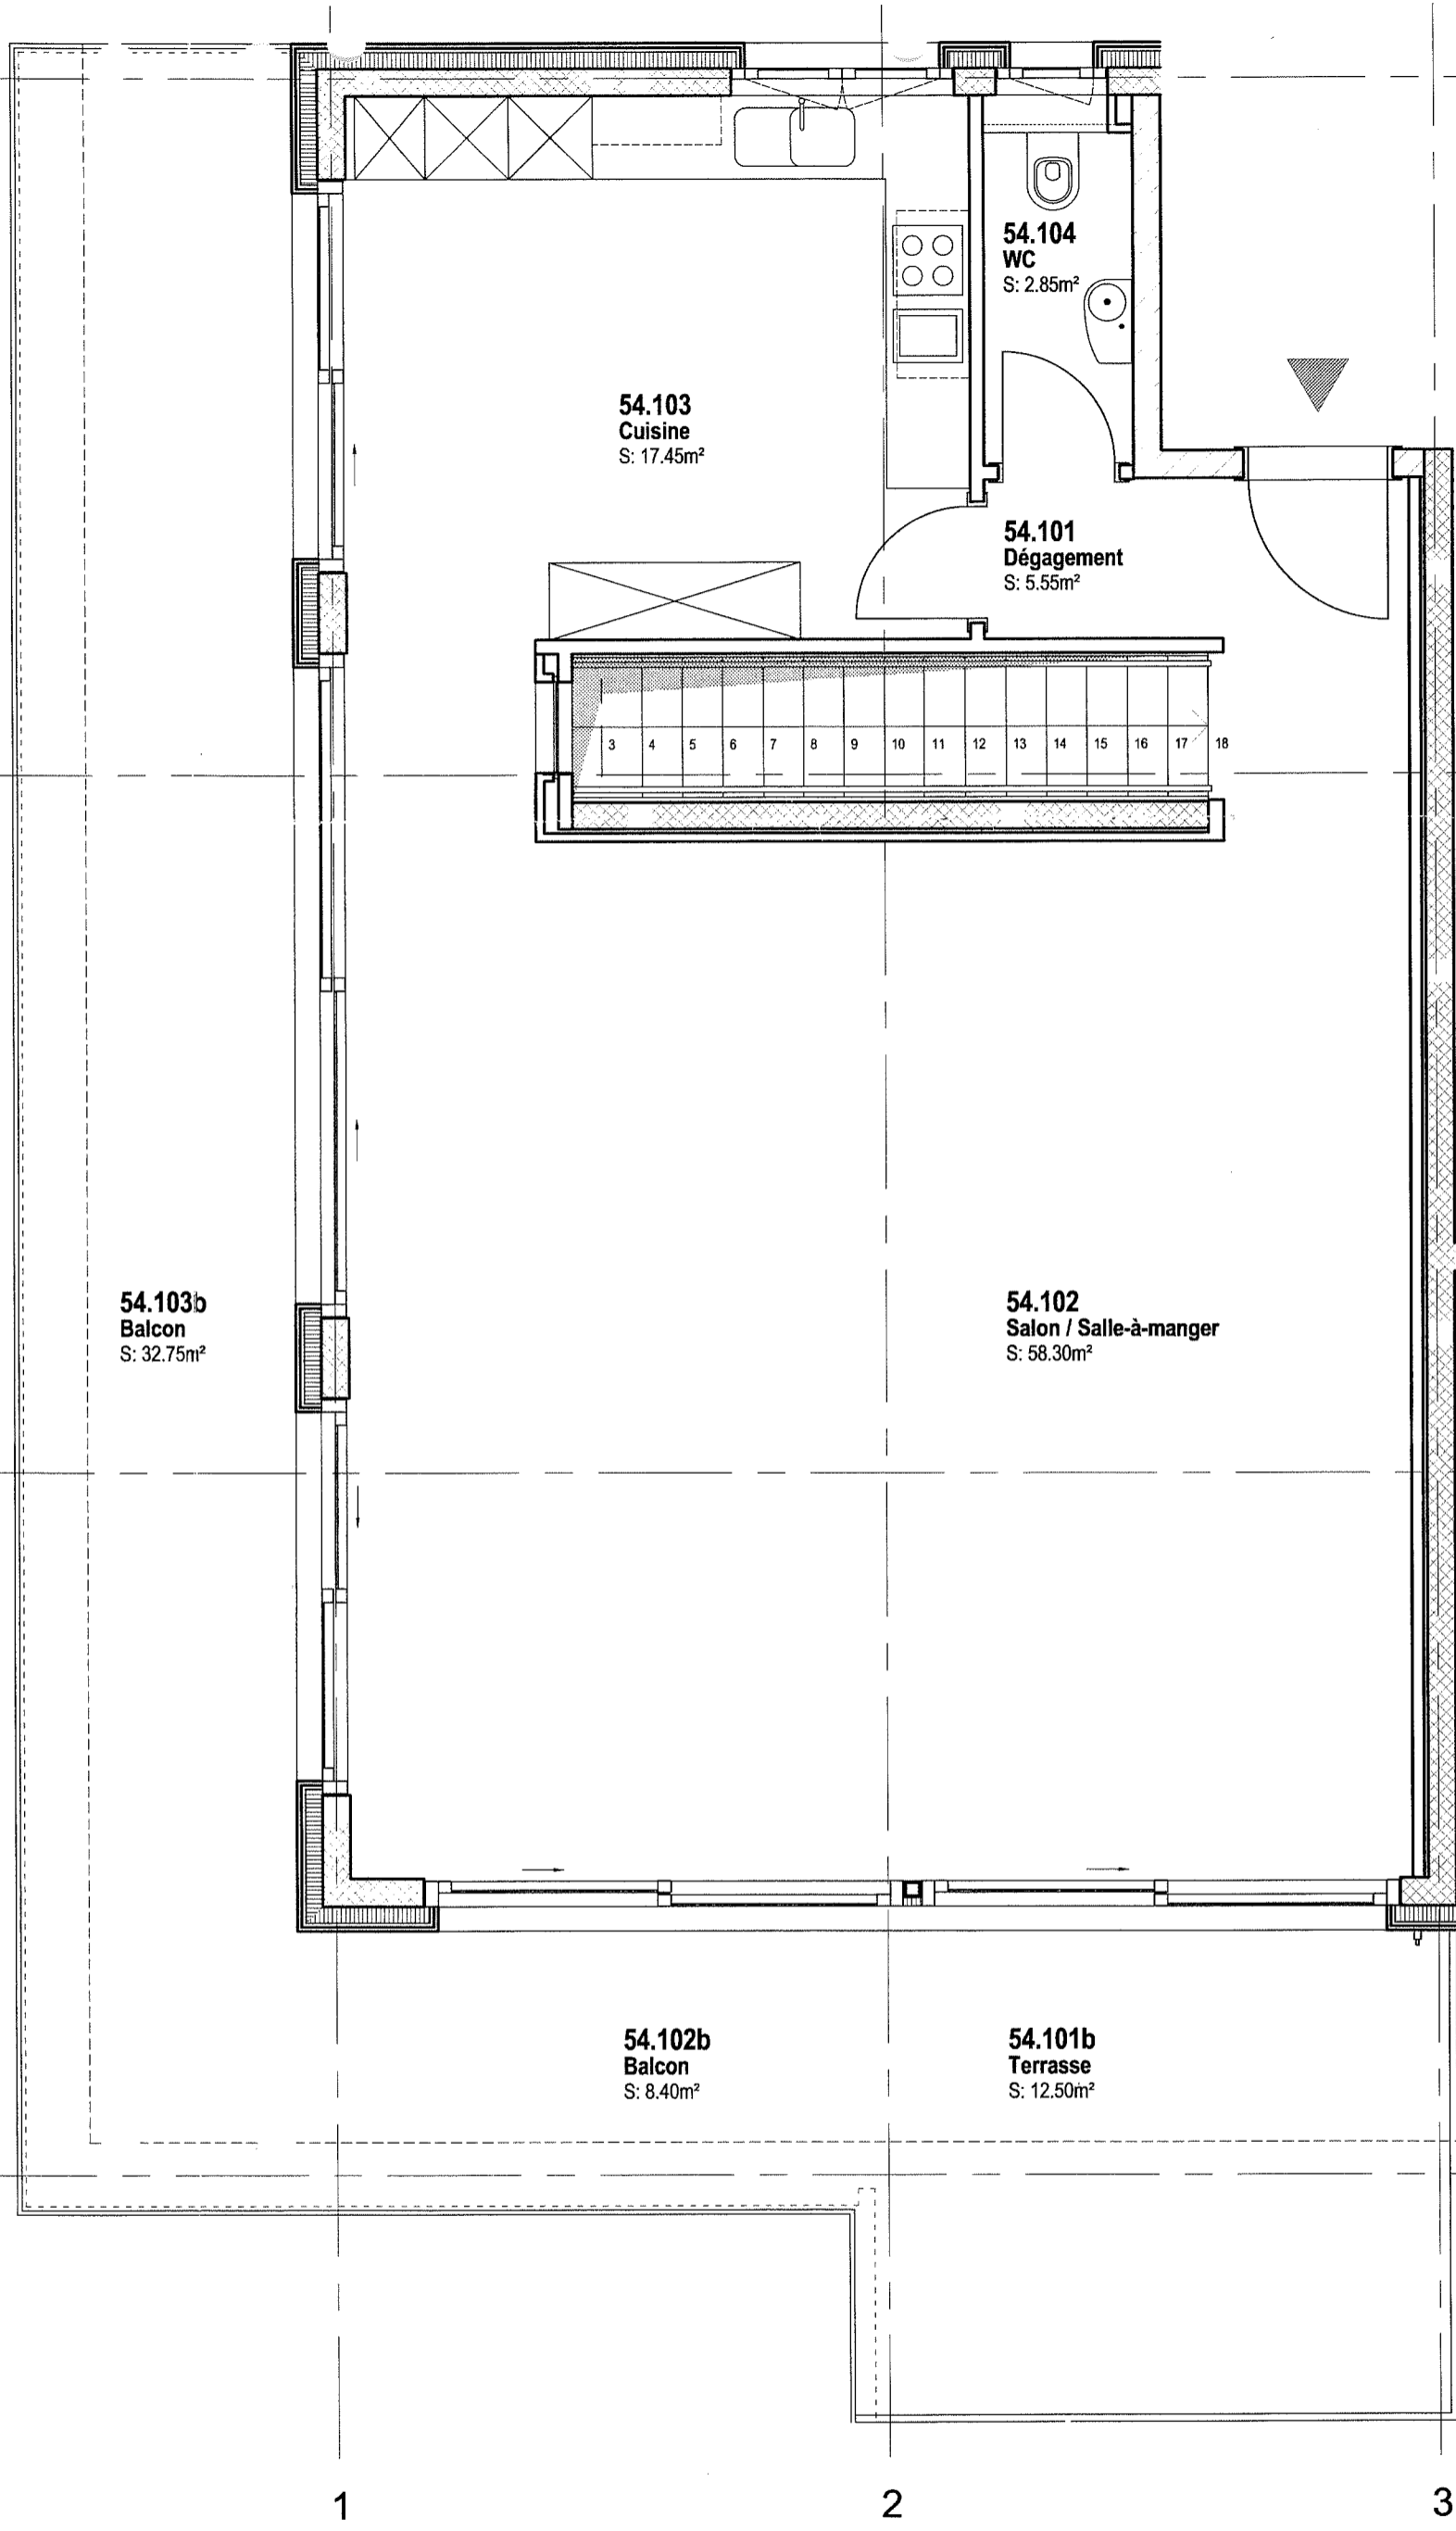 54.104
WC
S: 2.85m²
54.103
Cuisine
S: 17.45m²
54.101
Dégagement
S: 5.55m²
3 4 5 6 7 8 9 10 11 12 13 14 15 16 17 18
54.103b
Balcon
S: 32.75m²
54.102
Salon / Salle-à-manger
S: 58.30m²
54.102b
Balcon
S: 8.40m²
54.101b
Terrasse
S: 12.50m²
1 2 3